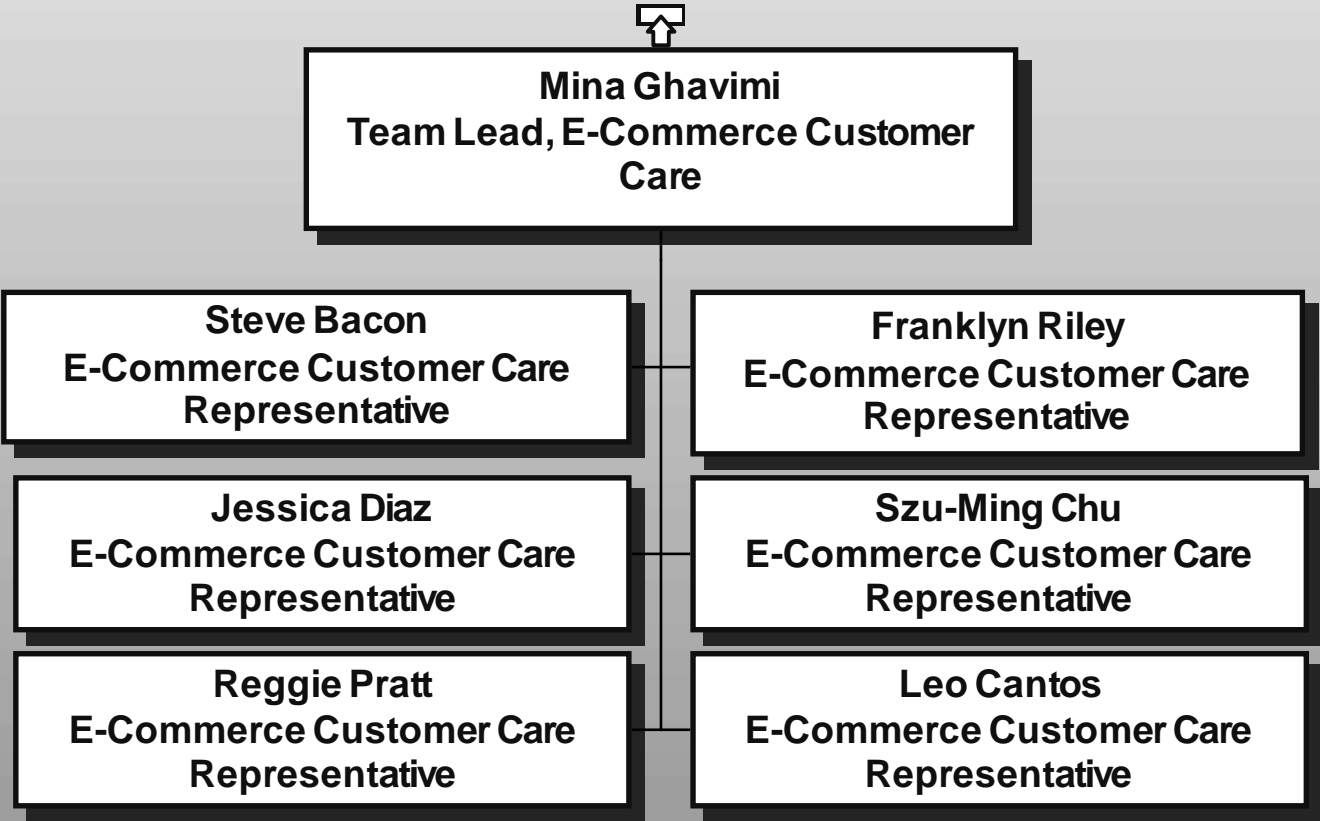 Mina Ghavimi
Team Lead, E-Commerce Customer
Care
Steve Bacon
E-Commerce Customer Care
Representative
Franklyn Riley
E-Commerce Customer Care
Representative
Jessica Diaz
E-Commerce Customer Care
Representative
Szu-Ming Chu
E-Commerce Customer Care
Representative
Reggie Pratt
E-Commerce Customer Care
Representative
Leo Cantos
E-Commerce Customer Care
Representative